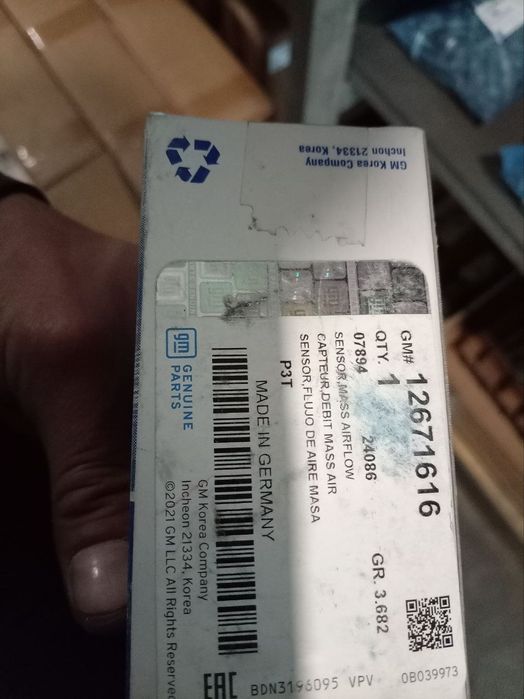 GM Korea Company
Inchon 21334, Korea
GM# 12671616
QTY. 1
GR. 3.682
07894 24086
SENSOR,MASS AIRFLOW
CAPTEUR,DEBIT MASS AIR
SENSOR,FLUJO DE AIRE MASA
P3T
MADE IN GERMANY
gm GENUINE
PARTS
GM Korea Company
Incheon 21334, Korea
©2021 GM LLC All Rights Reserved
EAC
BDN3196095 VPV 0B039973